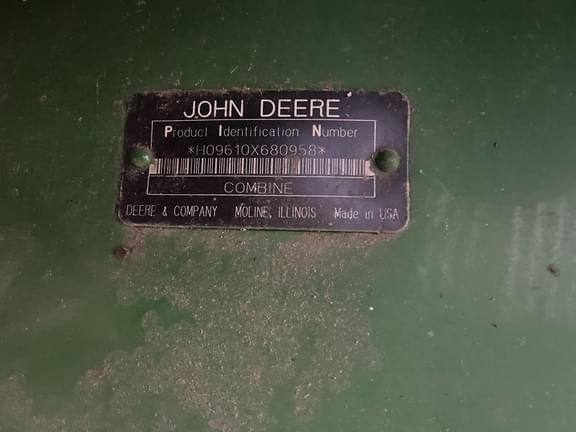 JOHN DEERE
Product Identification Number
*H09610X680958*
COMBINE
DEERE & COMPANY MOLINE, ILLINOIS Made in USA